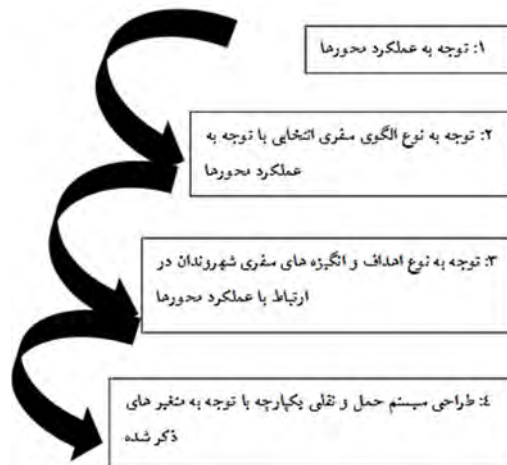 ۱: توجه به عملکرد محورها
۲: توجه به نوع الگوی سفری انتخابی با توجه به
عملکرد محورها
۳: توجه به نوع اهداف و انگیزه های سفری شهروندان در
ارتباط با عملکرد محورها
٤: طراحی سیستم حمل و نقلی یکپارچه با توجه به متغیر های
ذکر شده